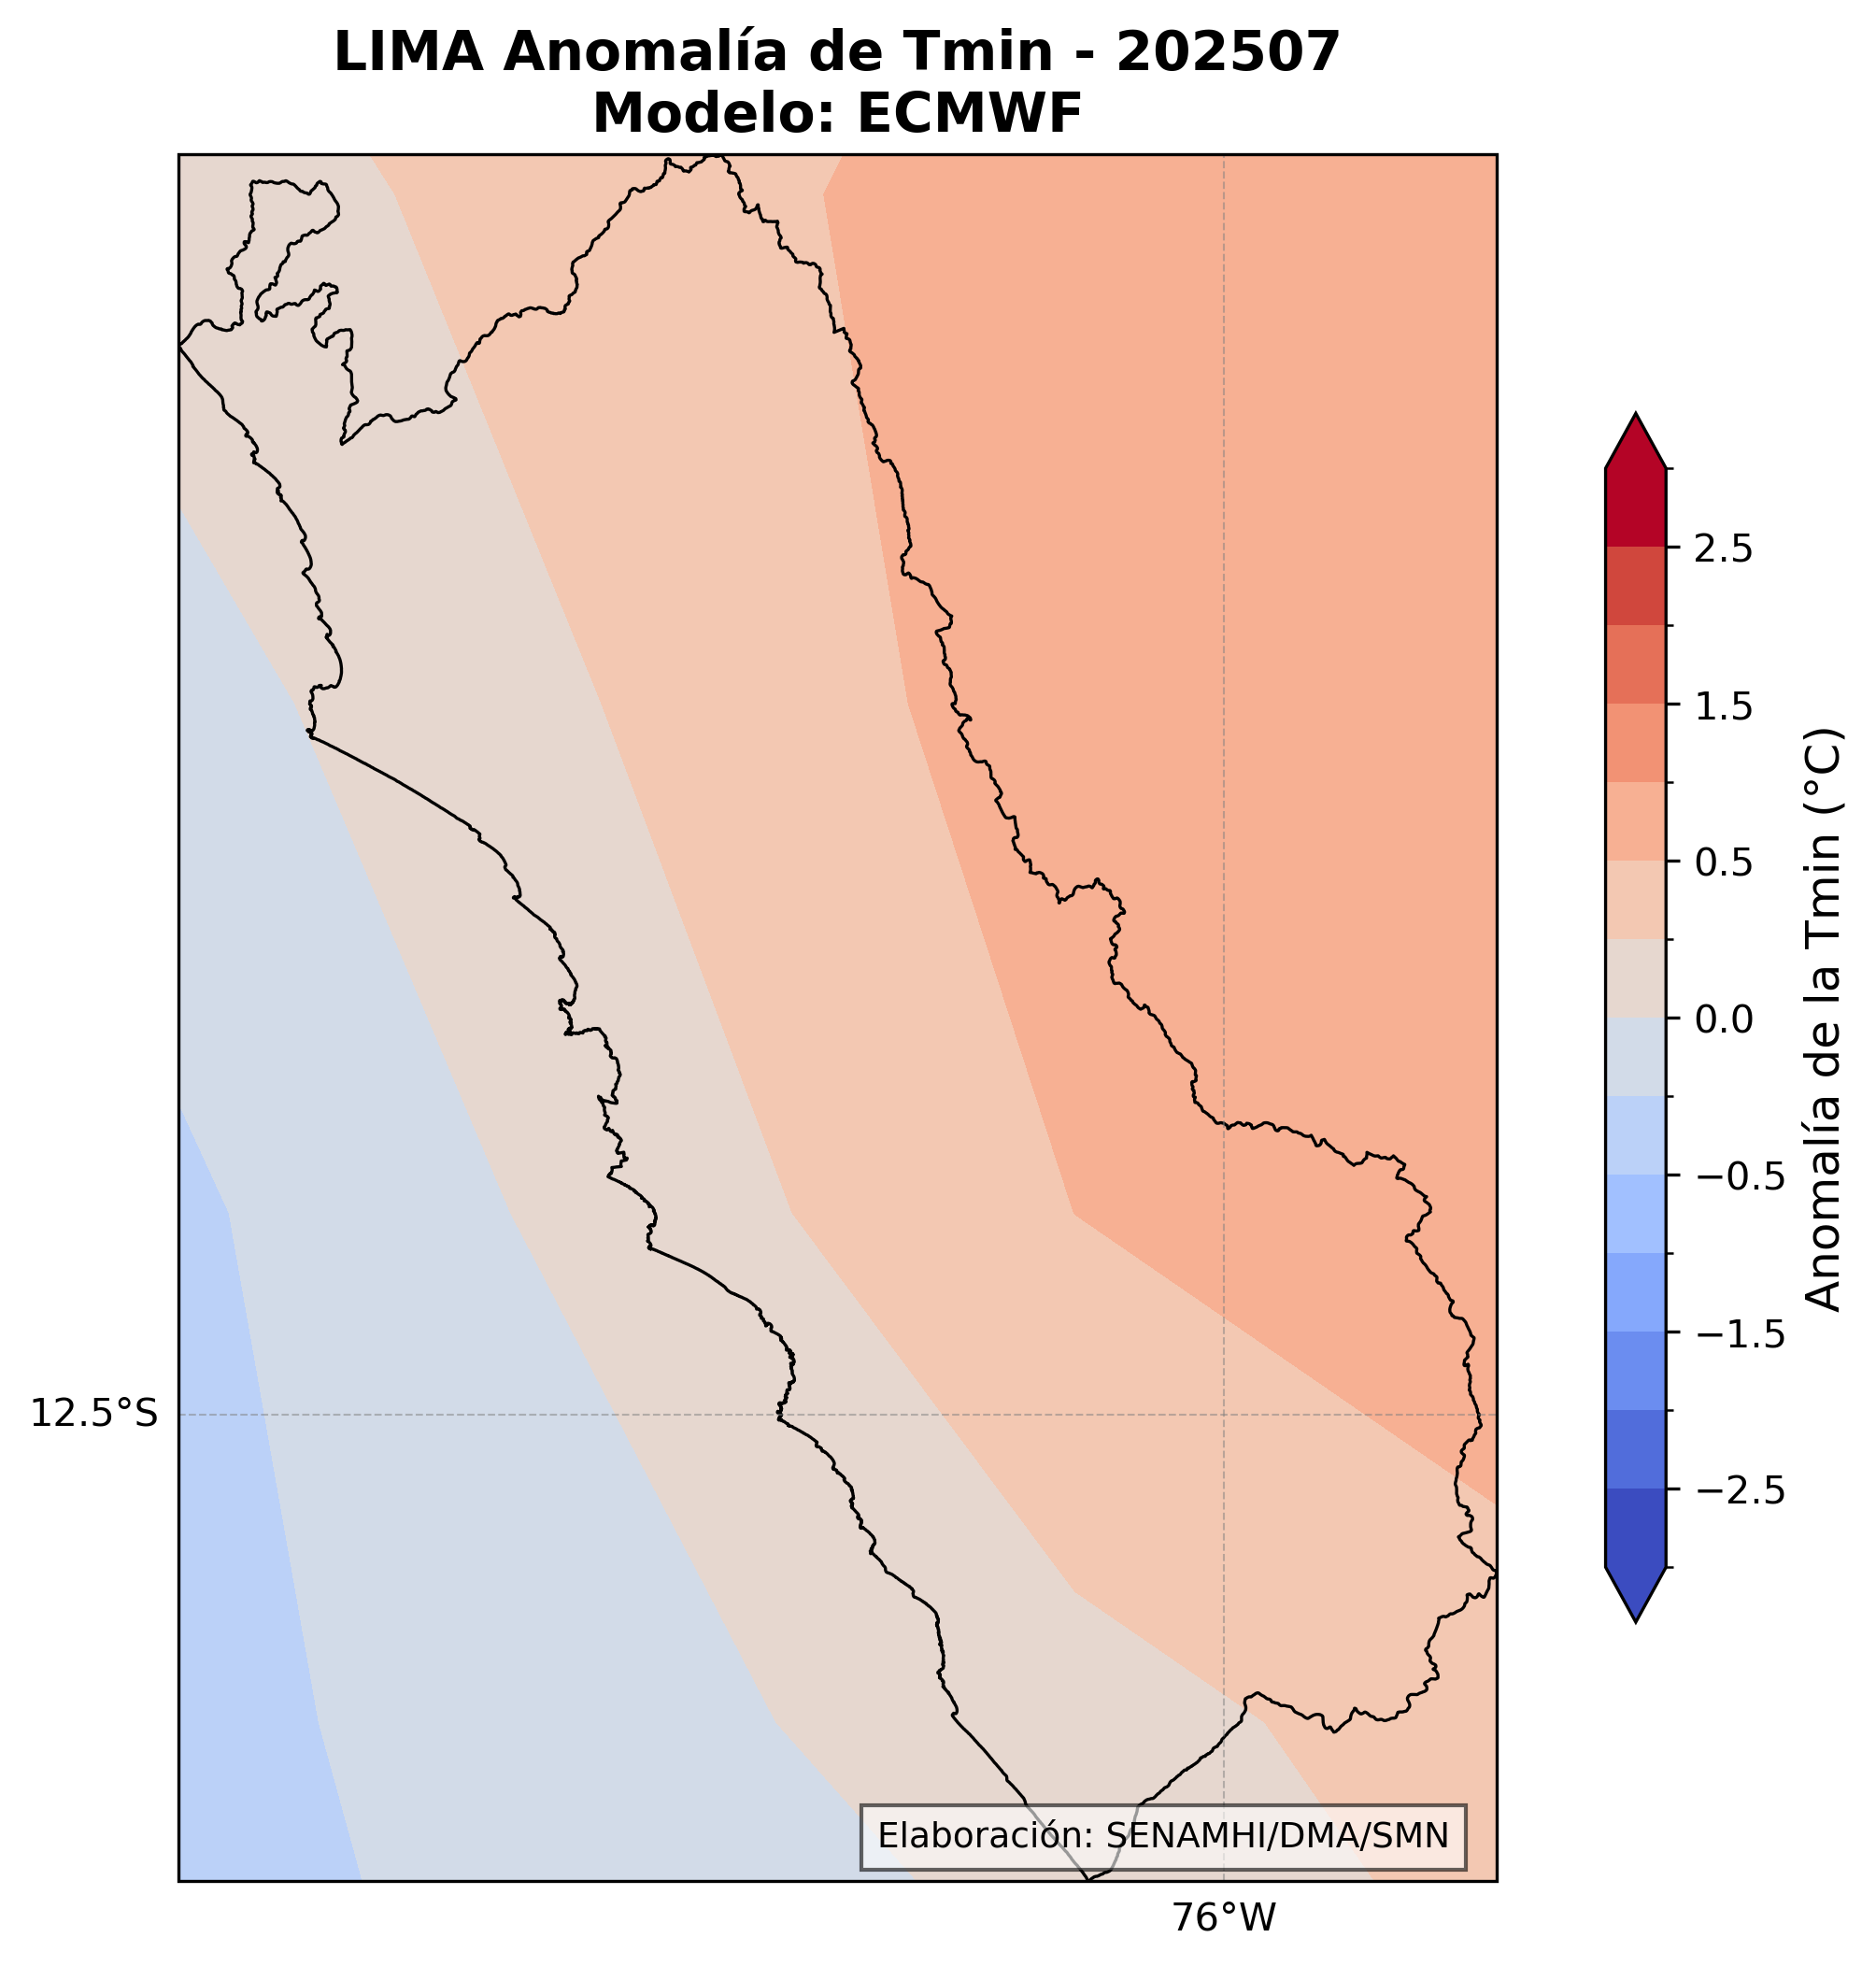 LIMA Anomalía de Tmin - 202507
Modelo: ECMWF
2.5
1.5
0.5
0.0
−0.5
−1.5
−2.5
Anomalía de la Tmin (°C)
12.5°S
Elaboración: SENAMHI/DMA/SMN
76°W